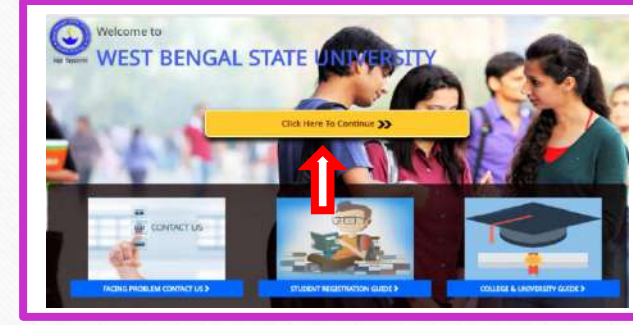 Welcome to
WEST BENGAL STATE UNIVERSITY
Click Here To Continue
CONTACT US
FACING PROBLEM CONTACT US
STUDENT REGISTRATION GUIDE
COLLEGE & UNIVERSITY GUIDE